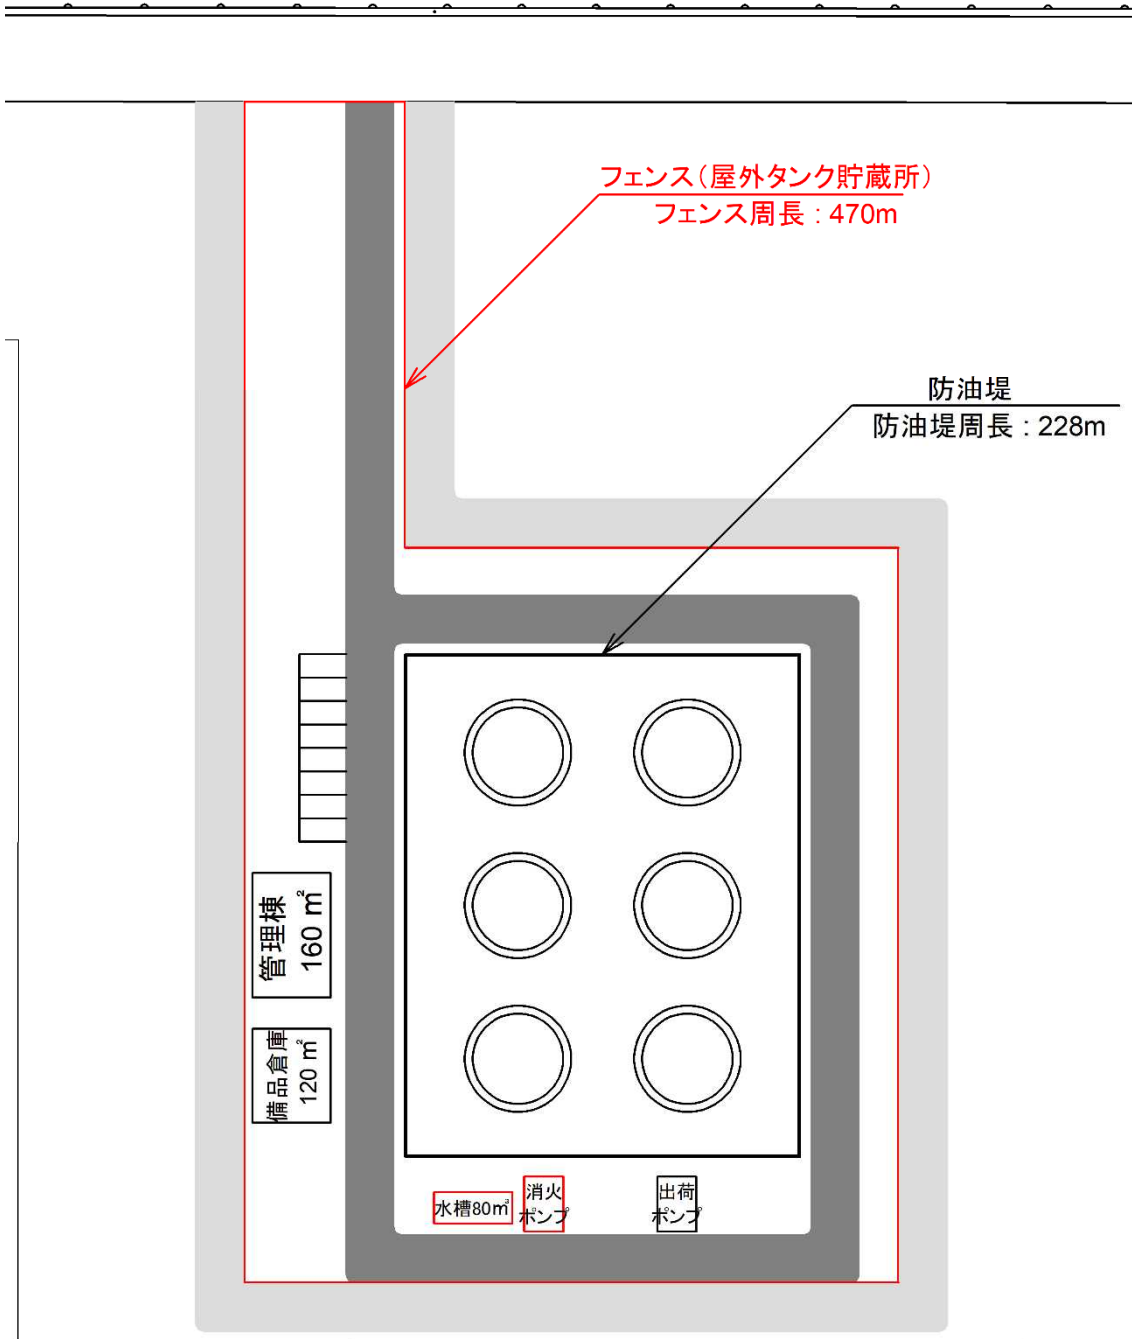 フェンス（屋外タンク貯蔵所）
フェンス周長：470m
防油堤
防油堤周長：228m
管理棟
160 ㎡
備品倉庫
120 ㎡
水槽80㎥
消火
ポンプ
出荷
ポンプ